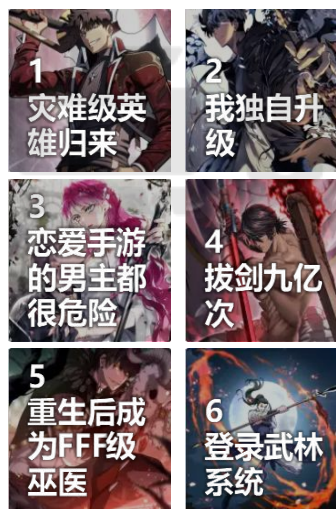 1
灾难级英
雄归来
2
我独自升
级
3
恋爱手游
的男主都
很危险
4
拔剑九亿
次
5
重生后成
为FFF级
巫医
6
登录武林
系统